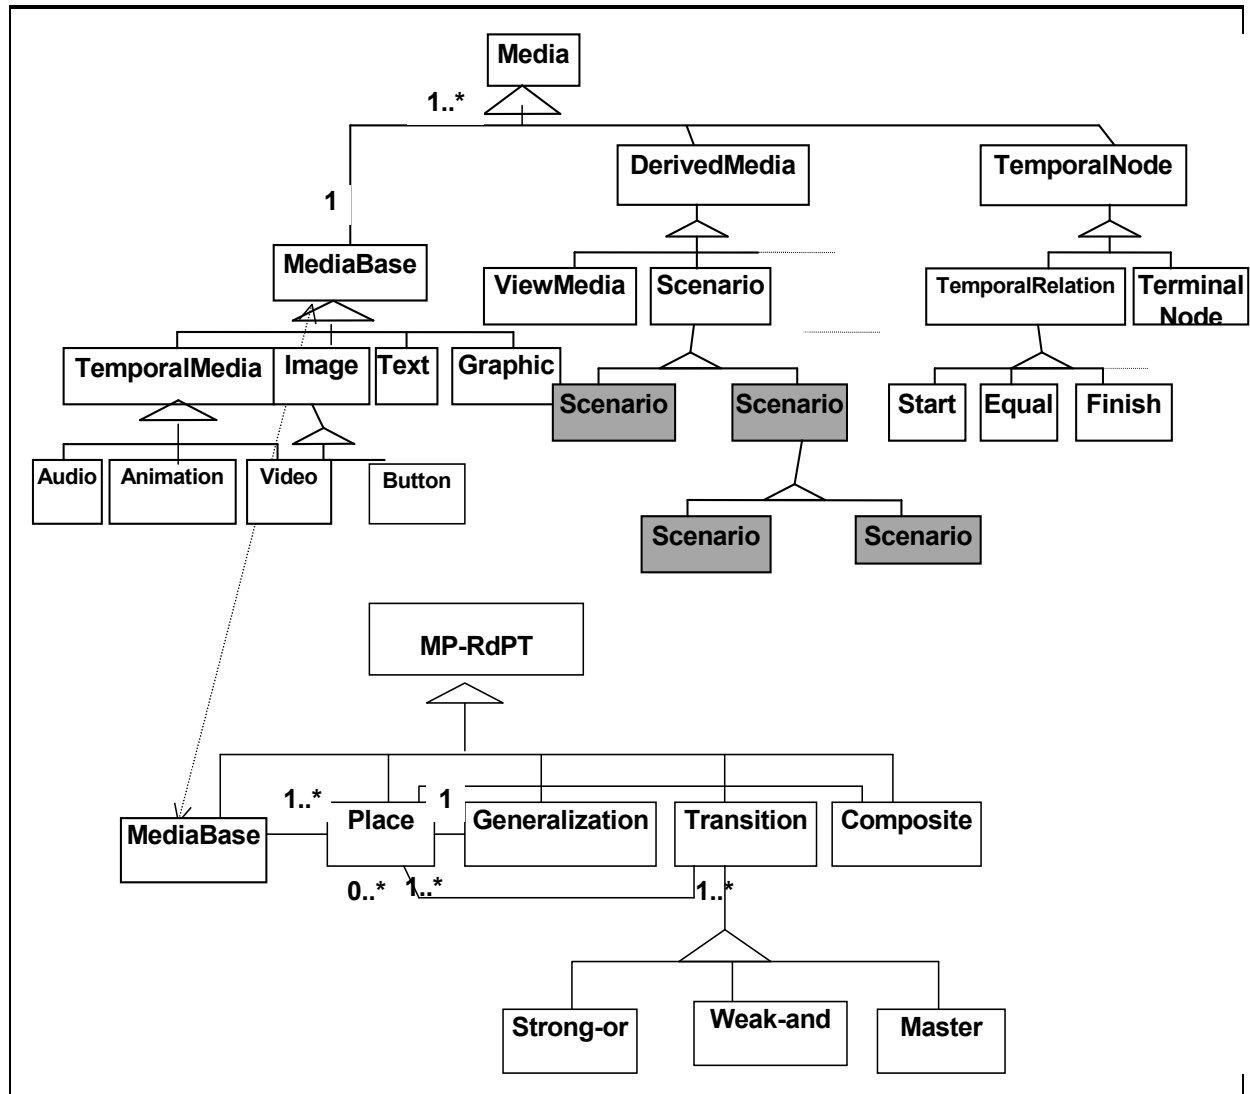 Media
1..*
DerivedMedia
TemporalNode
1
MediaBase
ViewMedia
Scenario
TemporalRelation
Terminal
Node
TemporalMedia
Image
Text
Graphic
Scenario
Scenario
Start
Equal
Finish
Audio
Animation
Video
Button
Scenario
Scenario
MP-RdPT
1..*
1
MediaBase
Place
Generalization
Transition
Composite
0..*
1..*
1..*
Strong-or
Weak-and
Master